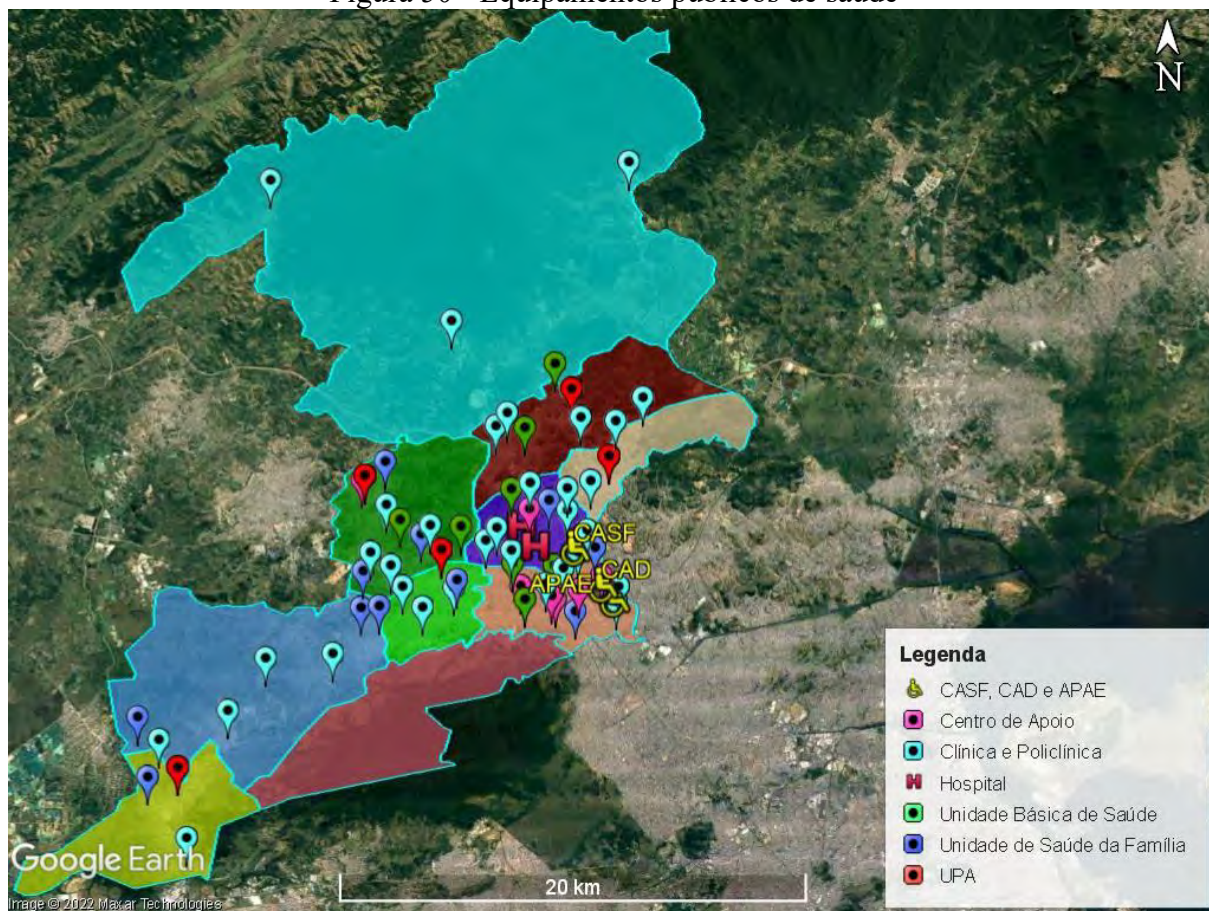 Figura 30 - Equipamentos públicos de saúde
N
CASF
CAD
APAE
Legenda
CASF, CAD e APAE
Centro de Apoio
Clínica e Policlínica
H Hospital
Unidade Básica de Saúde
Unidade de Saúde da Família
UPA
Google Earth
20 km
Image © 2022 Maxar Technologies